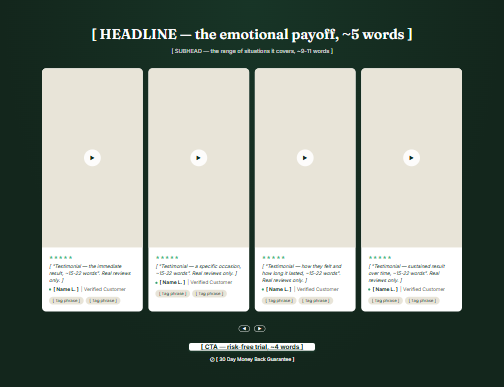 [ HEADLINE — the emotional payoff, ~5 words ]
[ SUBHEAD — the range of situations it covers, ~9-11 words ]
★★★★★
[ "Testimonial — the immediate
result, ~15-22 words". Real reviews
only. ]
[ Name L. ] | Verified Customer
[ tag phrase ] [ tag phrase ]
★★★★★
[ "Testimonial — a specific occasion,
~15-22 words". Real reviews only. ]
[ Name L. ] | Verified Customer
[ tag phrase ] [ tag phrase ]
★★★★★
[ "Testimonial — how they felt and
how long it lasted, ~15-22 words".
Real reviews only. ]
[ Name L. ] | Verified Customer
[ tag phrase ] [ tag phrase ]
★★★★★
[ "Testimonial — sustained result
over time, ~15-22 words". Real
reviews only. ]
[ Name L. ] | Verified Customer
[ tag phrase ] [ tag phrase ]
[ CTA — risk-free trial, ~4 words ]
[ 30 Day Money Back Guarantee ]